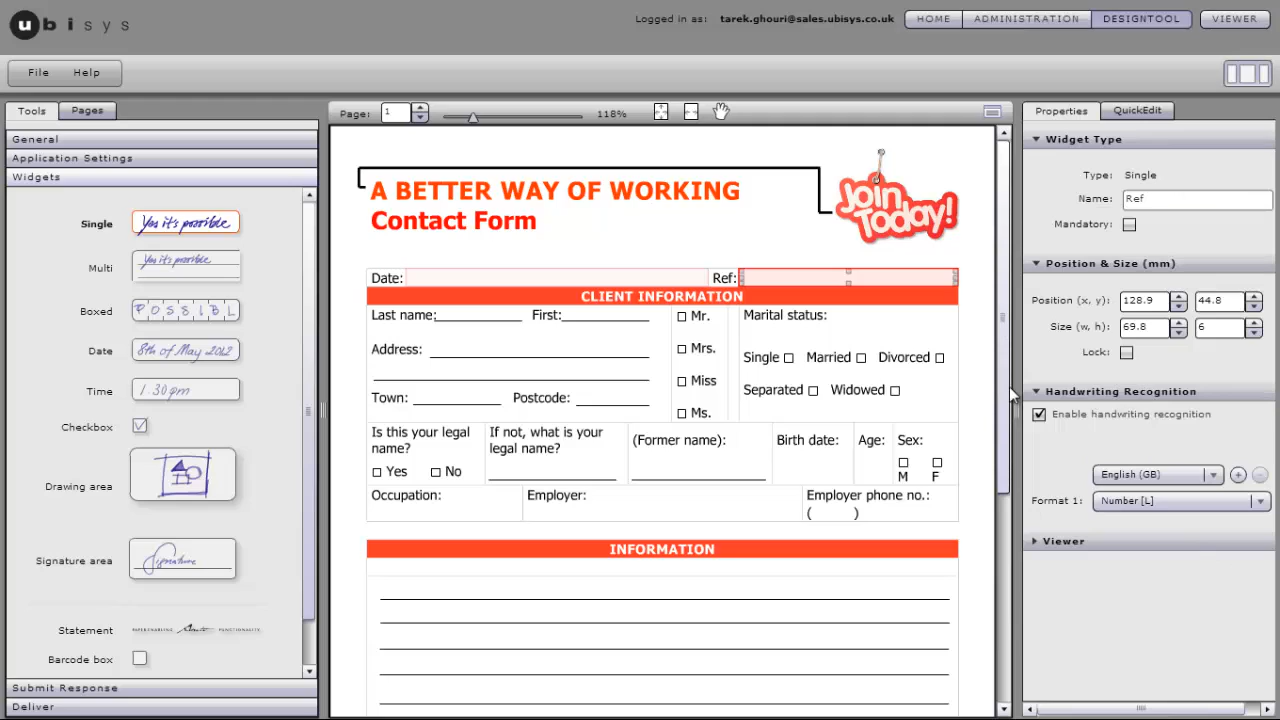 ubisys
Logged in as: tarek.ghouri@sales.ubisys.co.uk
HOME ADMINISTRATION DESIGNTOOL VIEWER
File Help
Tools Pages
General
Application Settings
Widgets
Single Yes it's possible
Multi Yes it's possible
Boxed POSSIBL
Date 8th of May 2012
Time 1.30pm
Checkbox
Drawing area
Signature area Signature
Statement
Barcode box
Submit Response
Deliver
Page: 1 118%
A BETTER WAY OF WORKING
Contact Form
Join Today!
Date: Ref:
CLIENT INFORMATION
Last name: First: Mr. Marital status:
Address: Mrs. Single Married Divorced
Miss Separated Widowed
Town: Postcode: Ms.
Is this your legal name? If not, what is your legal name? (Former name): Birth date: Age: Sex:
Yes No M F
Occupation: Employer: Employer phone no.:
( )
INFORMATION
Properties QuickEdit
Widget Type
Type: Single
Name: Ref
Mandatory:
Position & Size (mm)
Position (x, y): 128.9 44.8
Size (w, h): 69.8 6
Lock:
Handwriting Recognition
Enable handwriting recognition
English (GB)
Format 1: Number [L]
Viewer